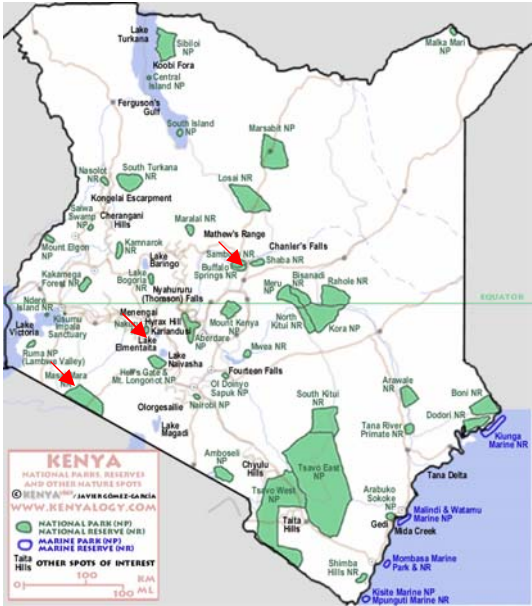 Lake
Turkana
Sibiloi
NP
Koobi Fora
Central
Island NP
Ferguson's
Gulf
South Island
NP
Malka Mari
NP
Marsabit NP
Nasolot
NR
South Turkana
NR
Losai NR
Kongelai Escarpment
Saiwa
Swamp
NP
Cherangani
Hills
Maralal NR
Mathew's Range
Chanler's Falls
Mount Elgon
NP
Kamnarok
NR
Lake
Baringo
Shaba NR
Buffalo
Springs NR
Kakamega
Forest NR
Lake
Bogoria
NR
Nyahururu
(Thomson) Falls
Meru
NP
Bisanadi
NR
Rahole NR
EQUATOR
Ndere
Island NR
Kisumu
Impala
Sanctuary
Menengai
Hyrax Hill
Kariandusi
Lake
Elmentaita
Aberdare
NP
Mount Kenya
NP
North
Kitui NR
Kora NP
Lake
Victoria
Ruma NP
(Lambwe Valley)
Lake
Naivasha
Mwea NR
Hell's Gate &
Mt. Longonot NP
Fourteen Falls
Ol Doinyo
Sapuk NP
Arawale
NR
Boni NR
Olorgesailie
Nairobi NP
South Kitui
NR
Dodori NR
Tana River
Primate NR
Kiunga
Marine NR
Lake
Magadi
Amboseli
NP
Chyulu
Hills
Tsavo East
NP
Tana Delta
Tsavo West
NP
Arabuko
Sokoke
NP
Taita
Hills
Gedi
Malindi & Watamu
Marine NP
Mida Creek
Mombasa Marine
Park & NR
Shimba
Hills NR
Kisite Marine NP
Mpunguti Marine NR
KENYA
NATIONAL PARKS, RESERVES
AND OTHER NATURE SPOTS
© KENYALOGY / JAVIER GÓMEZ-GARCÍA
WWW.KENYALOGY.COM
NATIONAL PARK (NP)
NATIONAL RESERVE (NR)
MARINE PARK (NP)
MARINE RESERVE (NR)
Taita
Hills
OTHER SPOTS OF INTEREST
0
100
KM
100
ML